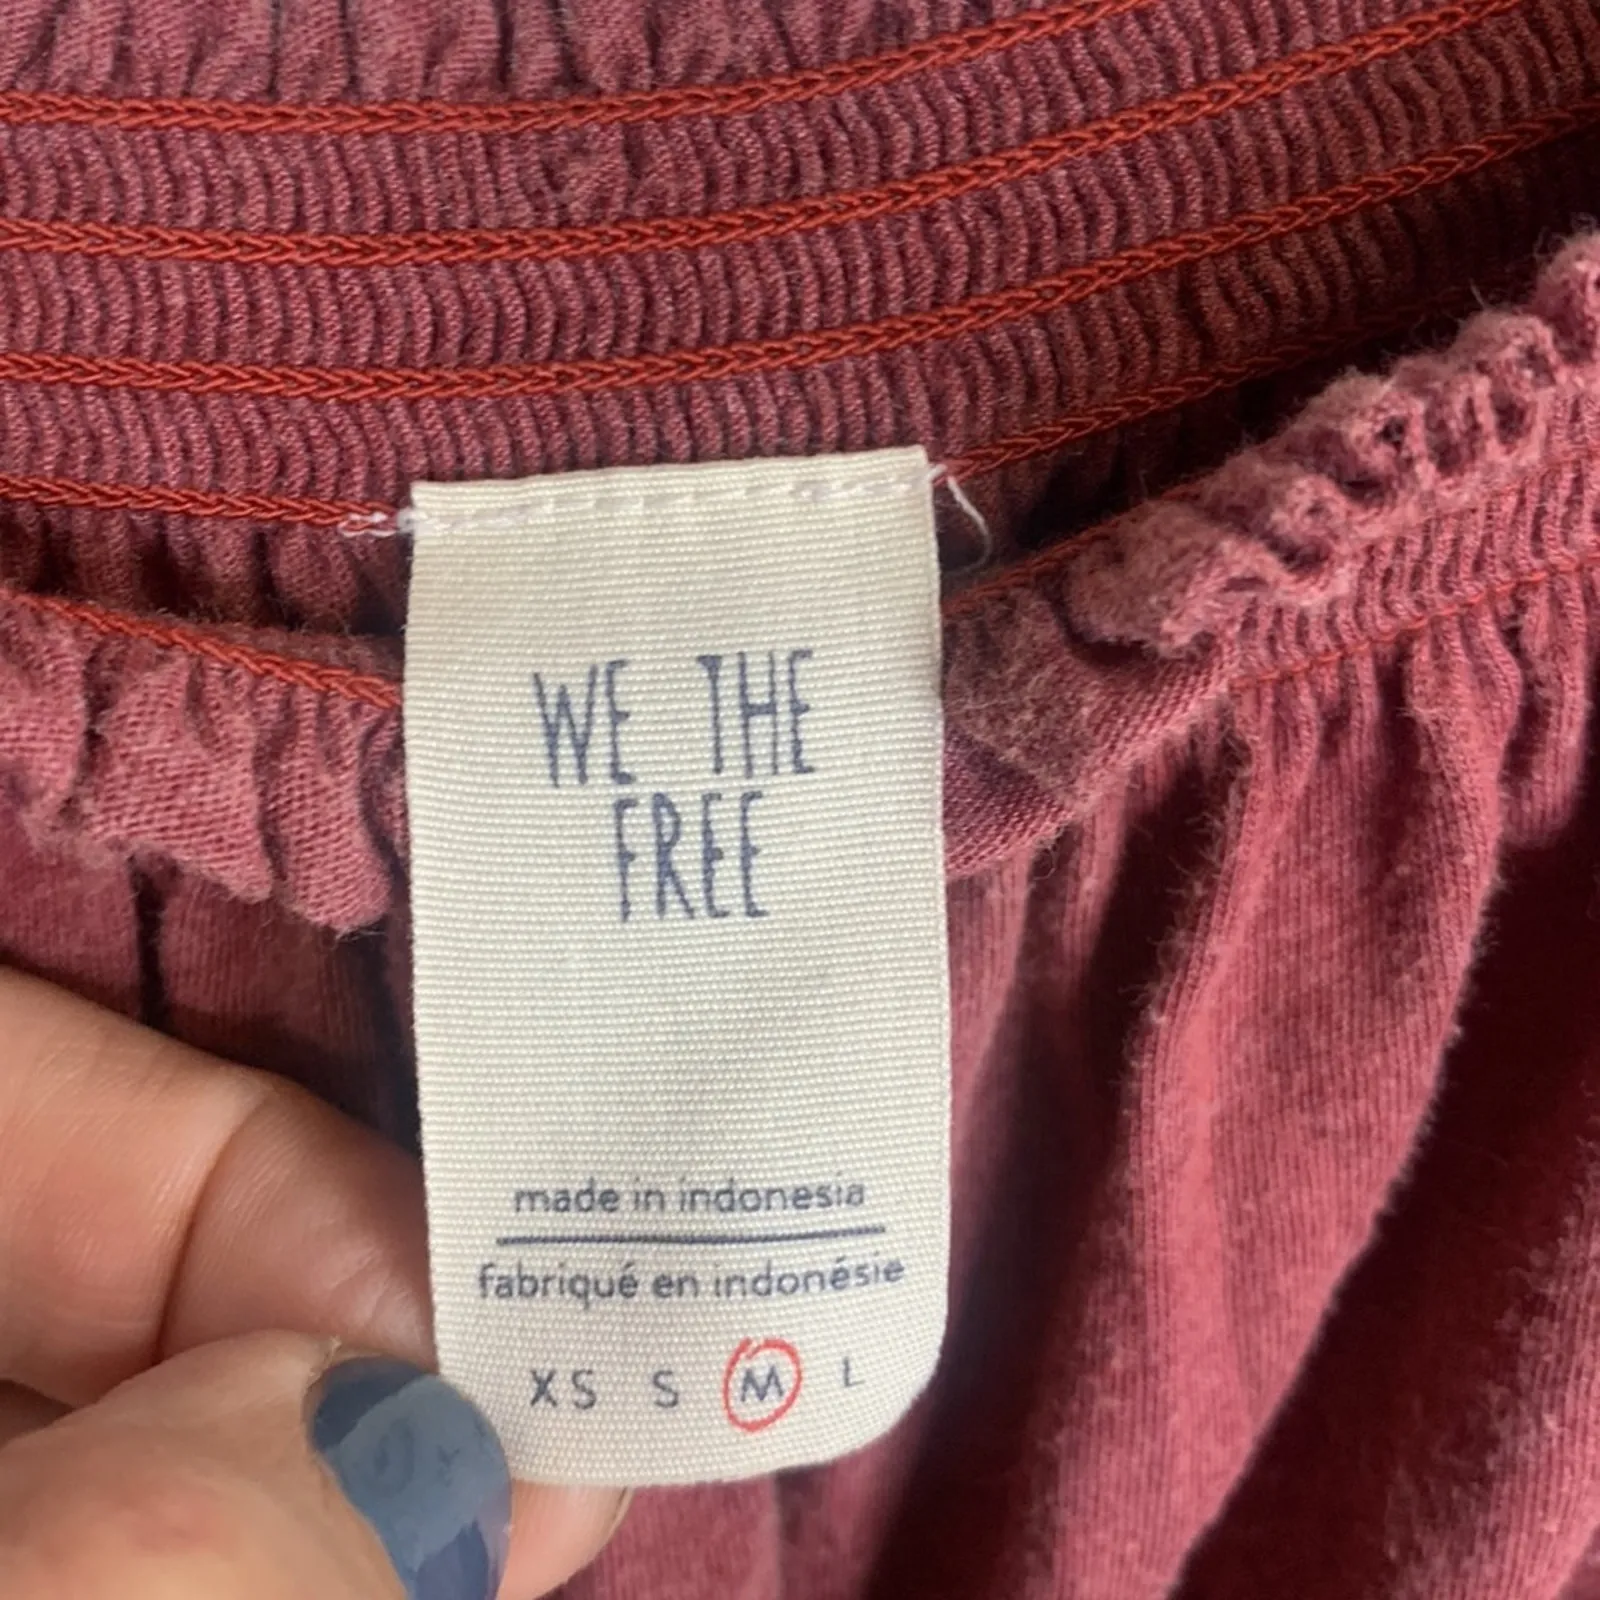 WE THE
FREE
made in indonesia
fabriqué en indonésie
XS S M L